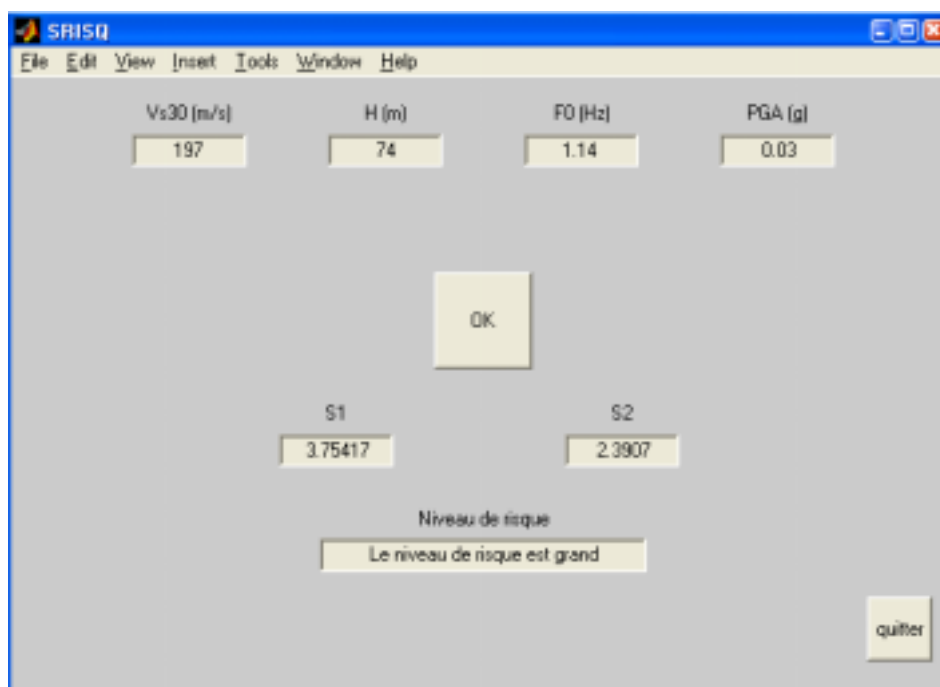 SRISQ
File Edit View Insert Tools Window Help
Vs30 (m/s) H (m) F0 (Hz) PGA (g)
197 74 1.14 0.03
OK
S1 S2
3.75417 2.3907
Niveau de risque
Le niveau de risque est grand
quitter